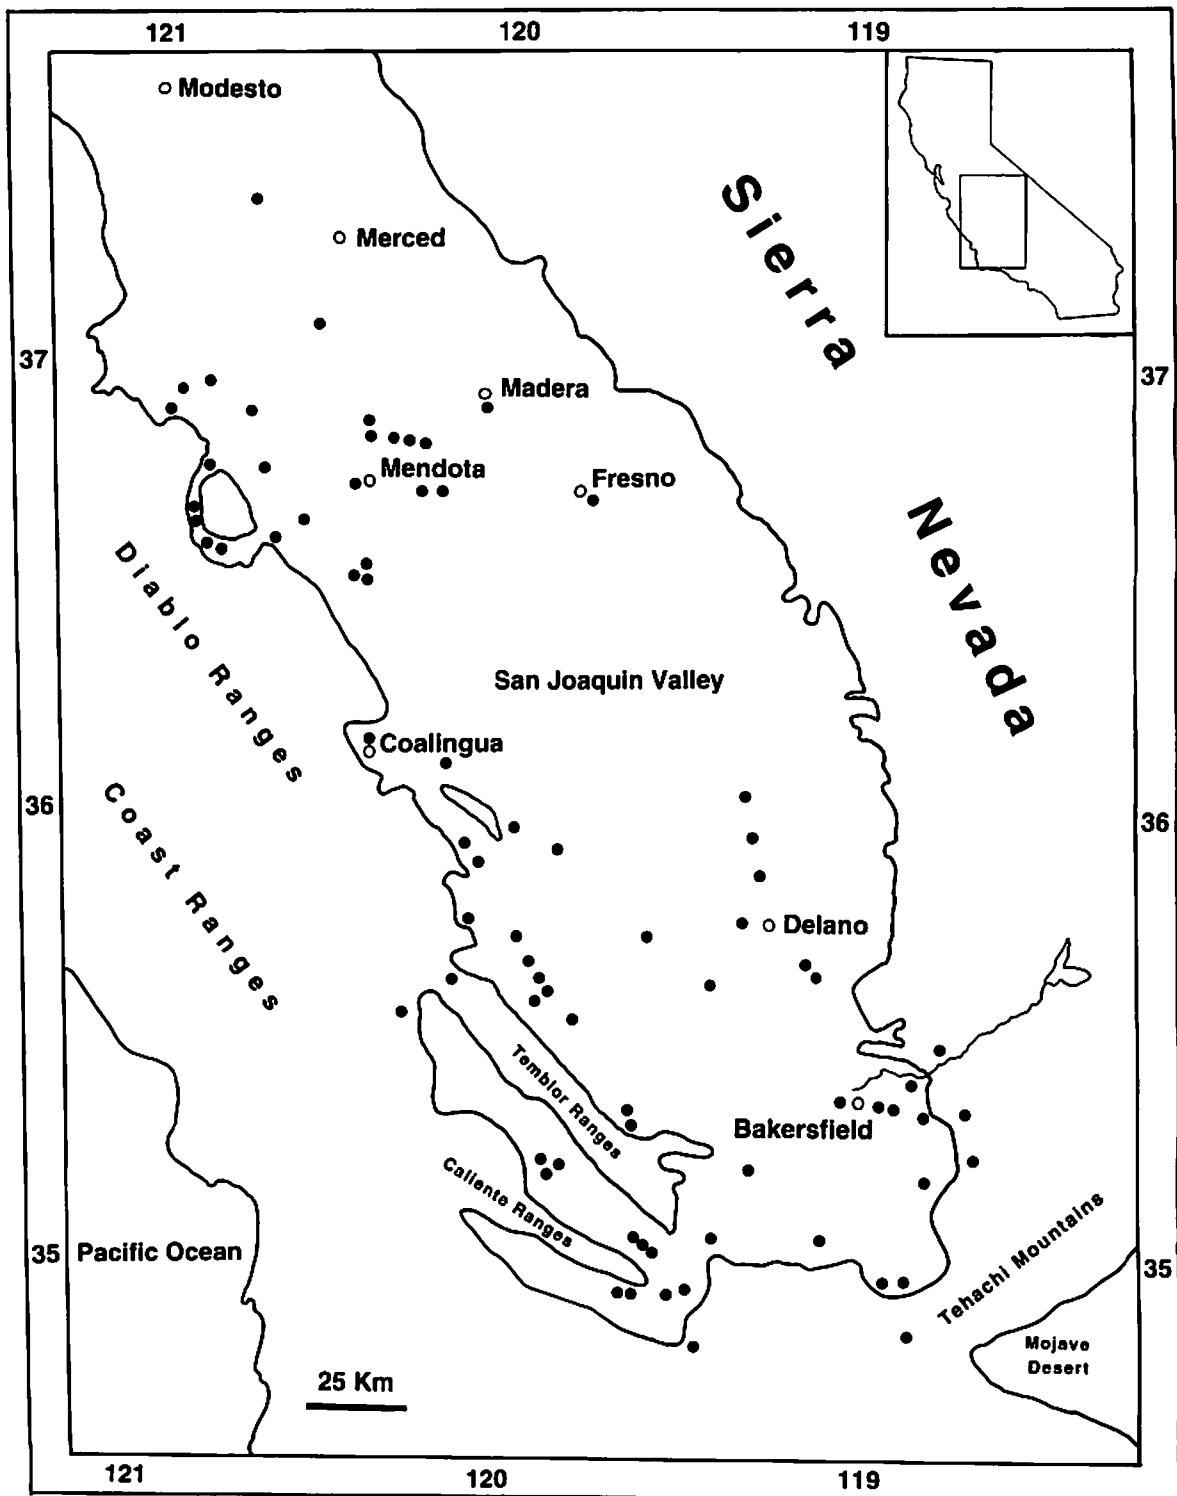 121 120 119
Modesto
Merced
Sierra
37 37
Madera
Mendota
Fresno
Nevada
Diablo Ranges
San Joaquin Valley
Coalingua
36 36
Coast Ranges
Delano
Temblor Ranges
Bakersfield
Caliente Ranges
35 Pacific Ocean 35
Tehachi Mountains
Mojave
Desert
25 Km
121 120 119